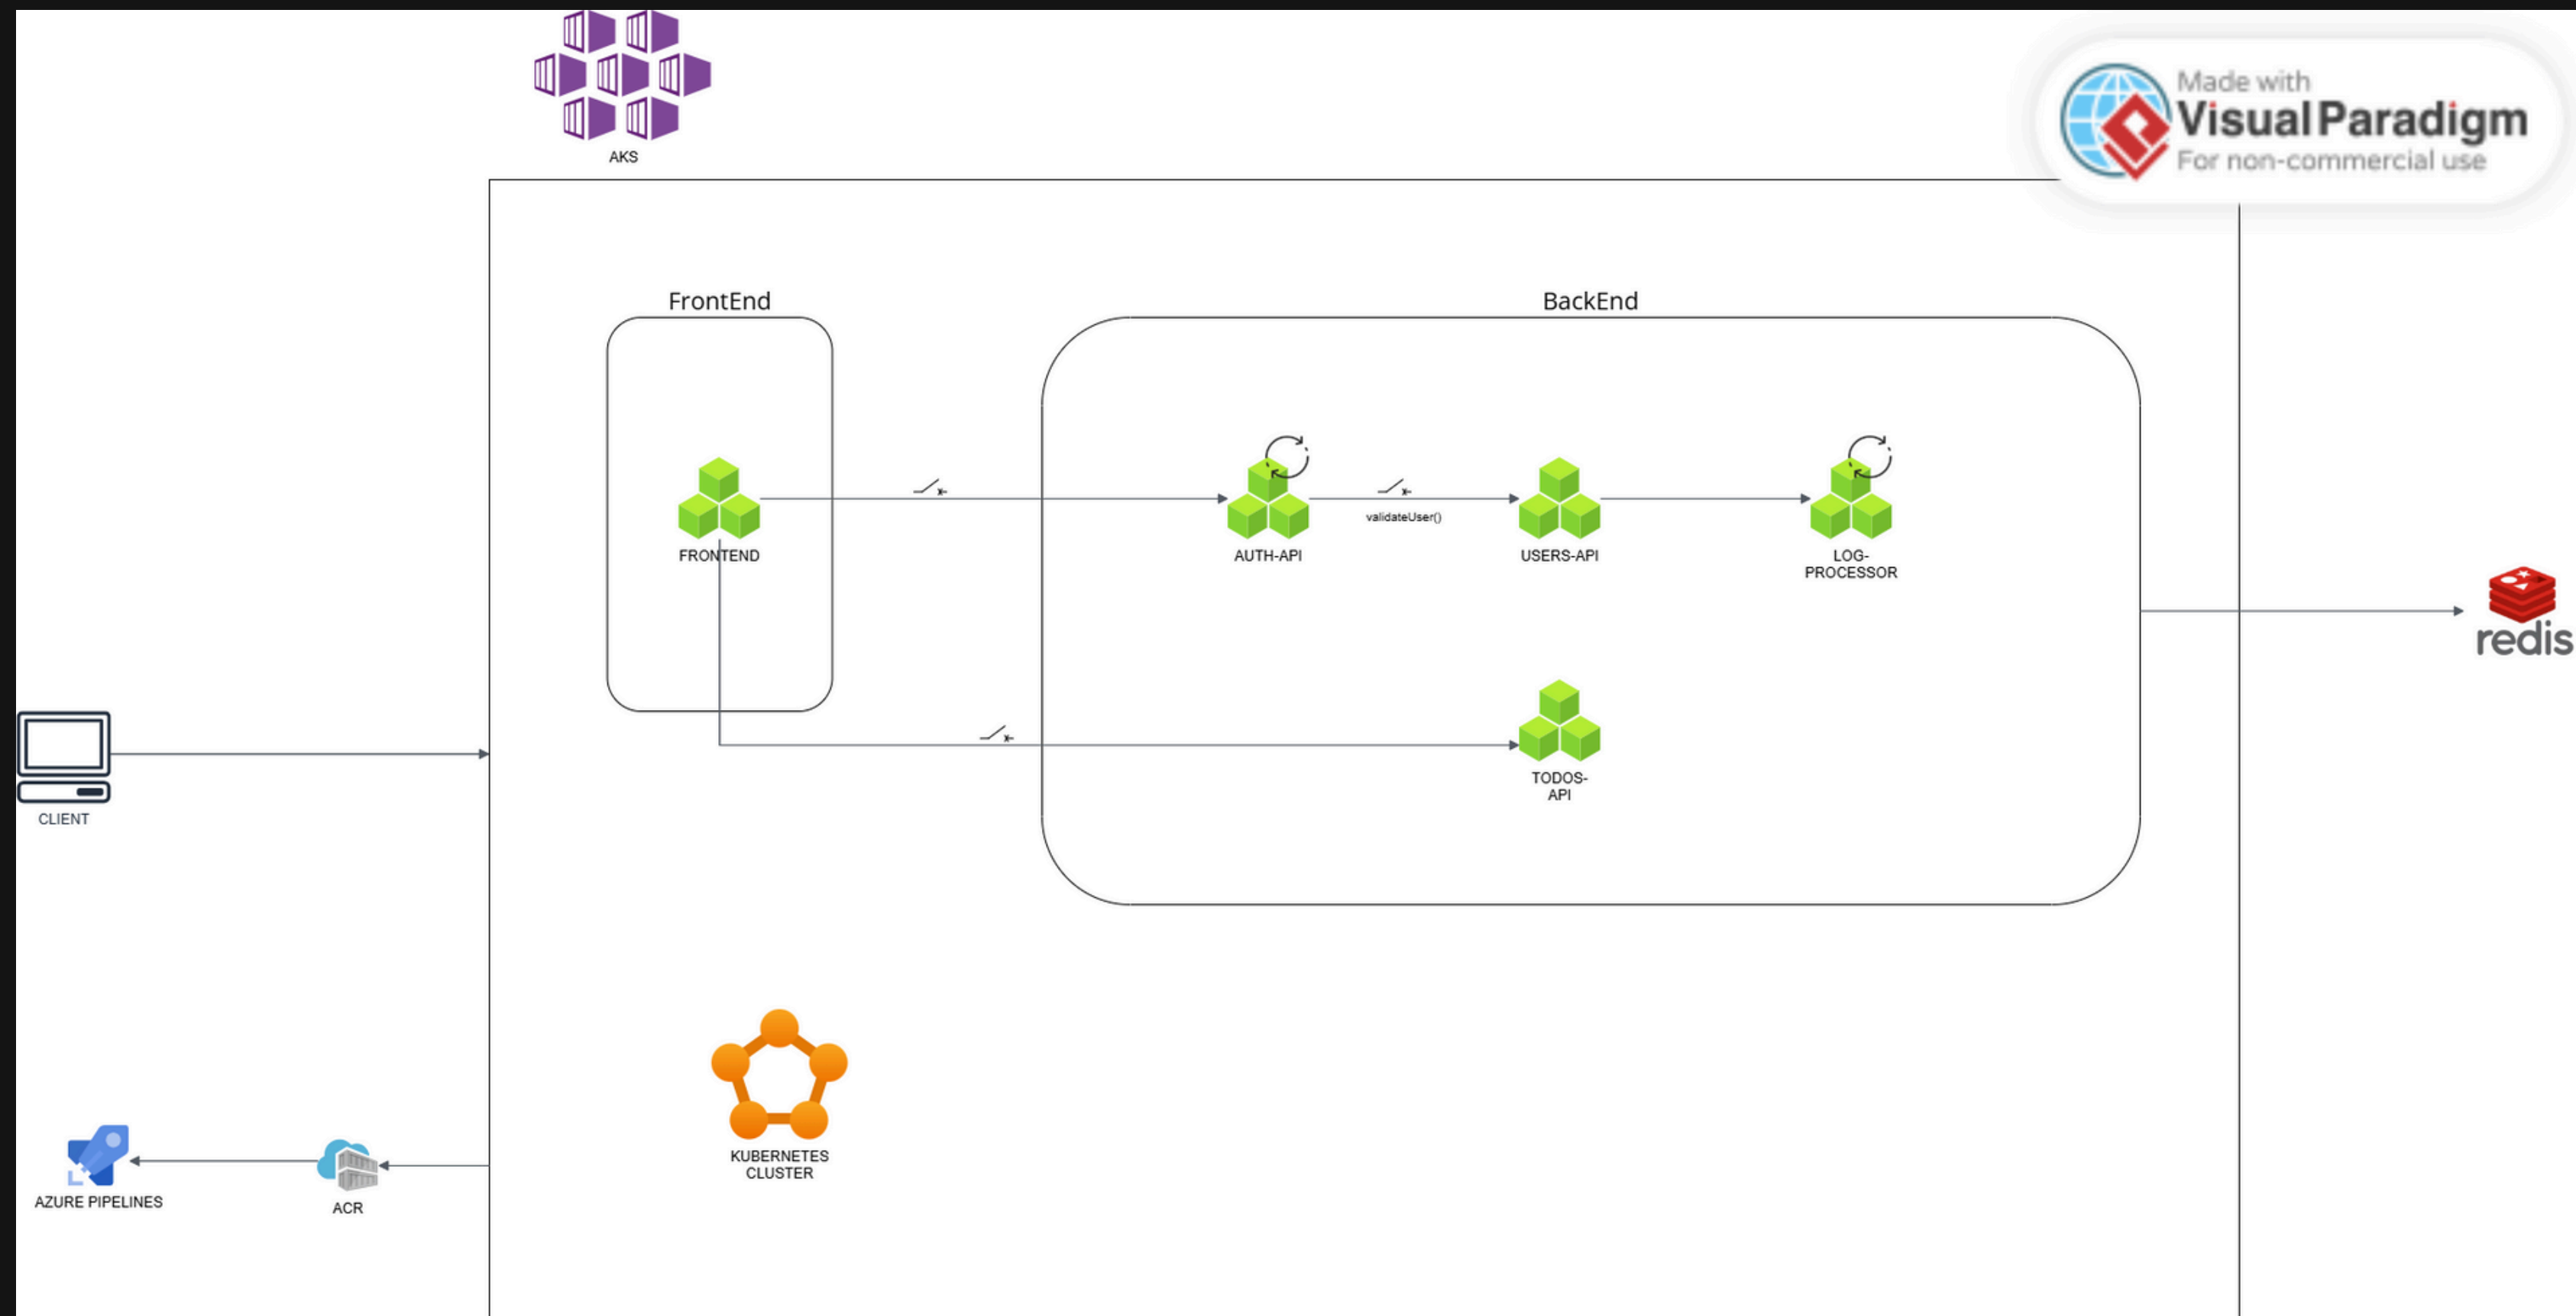 AKS
Made with
Visual Paradigm
For non-commercial use
FrontEnd
BackEnd
FRONTEND
AUTH-API
validateUser()
USERS-API
LOG-
PROCESSOR
redis
TODOS-
API
CLIENT
KUBERNETES
CLUSTER
AZURE PIPELINES
ACR